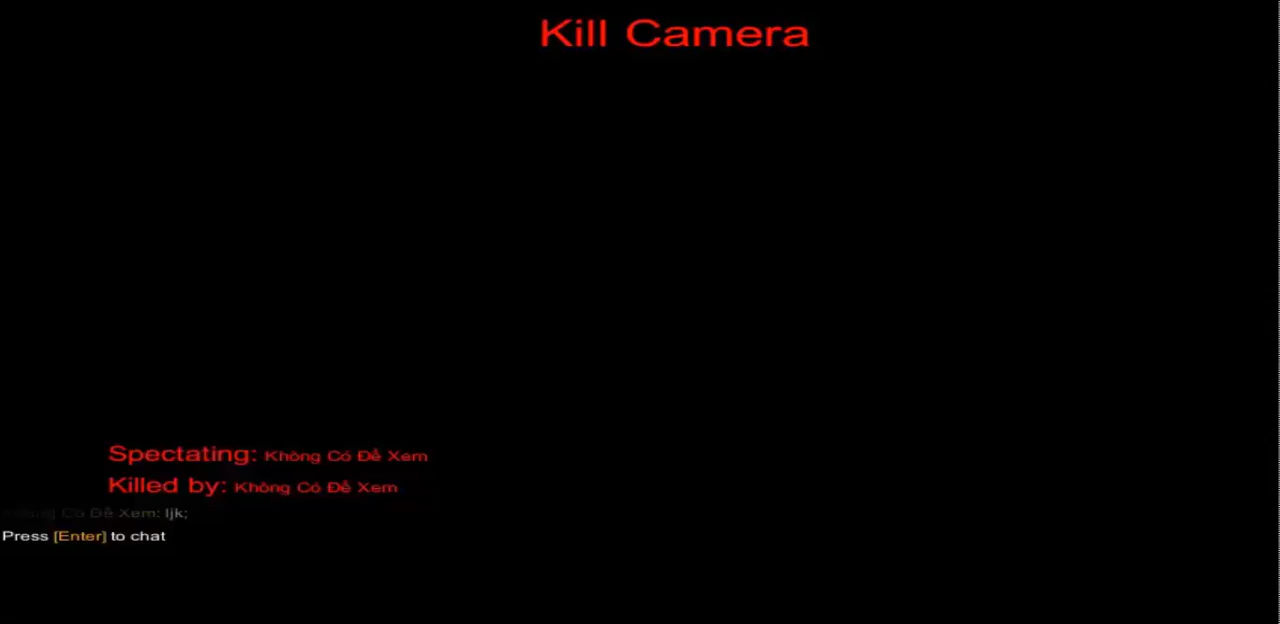 Kill Camera
Spectating: Không Có Để Xem
Killed by: Không Có Để Xem
Có Để Xem: ljk;
Press [Enter] to chat